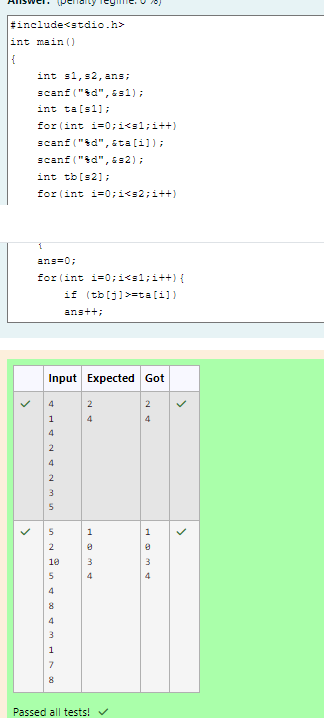 Answer: (penalty regime: 0 %)
#include<stdio.h>
int main()
{
int s1,s2,ans;
scanf("%d",&s1);
int ta[s1];
for(int i=0;i<s1;i++)
scanf("%d",&ta[i]);
scanf("%d",&s2);
int tb[s2];
for(int i=0;i<s2;i++)
{
ans=0;
for(int i=0;i<s1;i++){
if (tb[j]>=ta[i])
ans++;
Input Expected Got
4 2 2
1 4 4
4
2
4
2
3
5
5 1 1
2 0 0
10 3 3
5 4 4
4
8
4
3
1
7
8
Passed all tests!